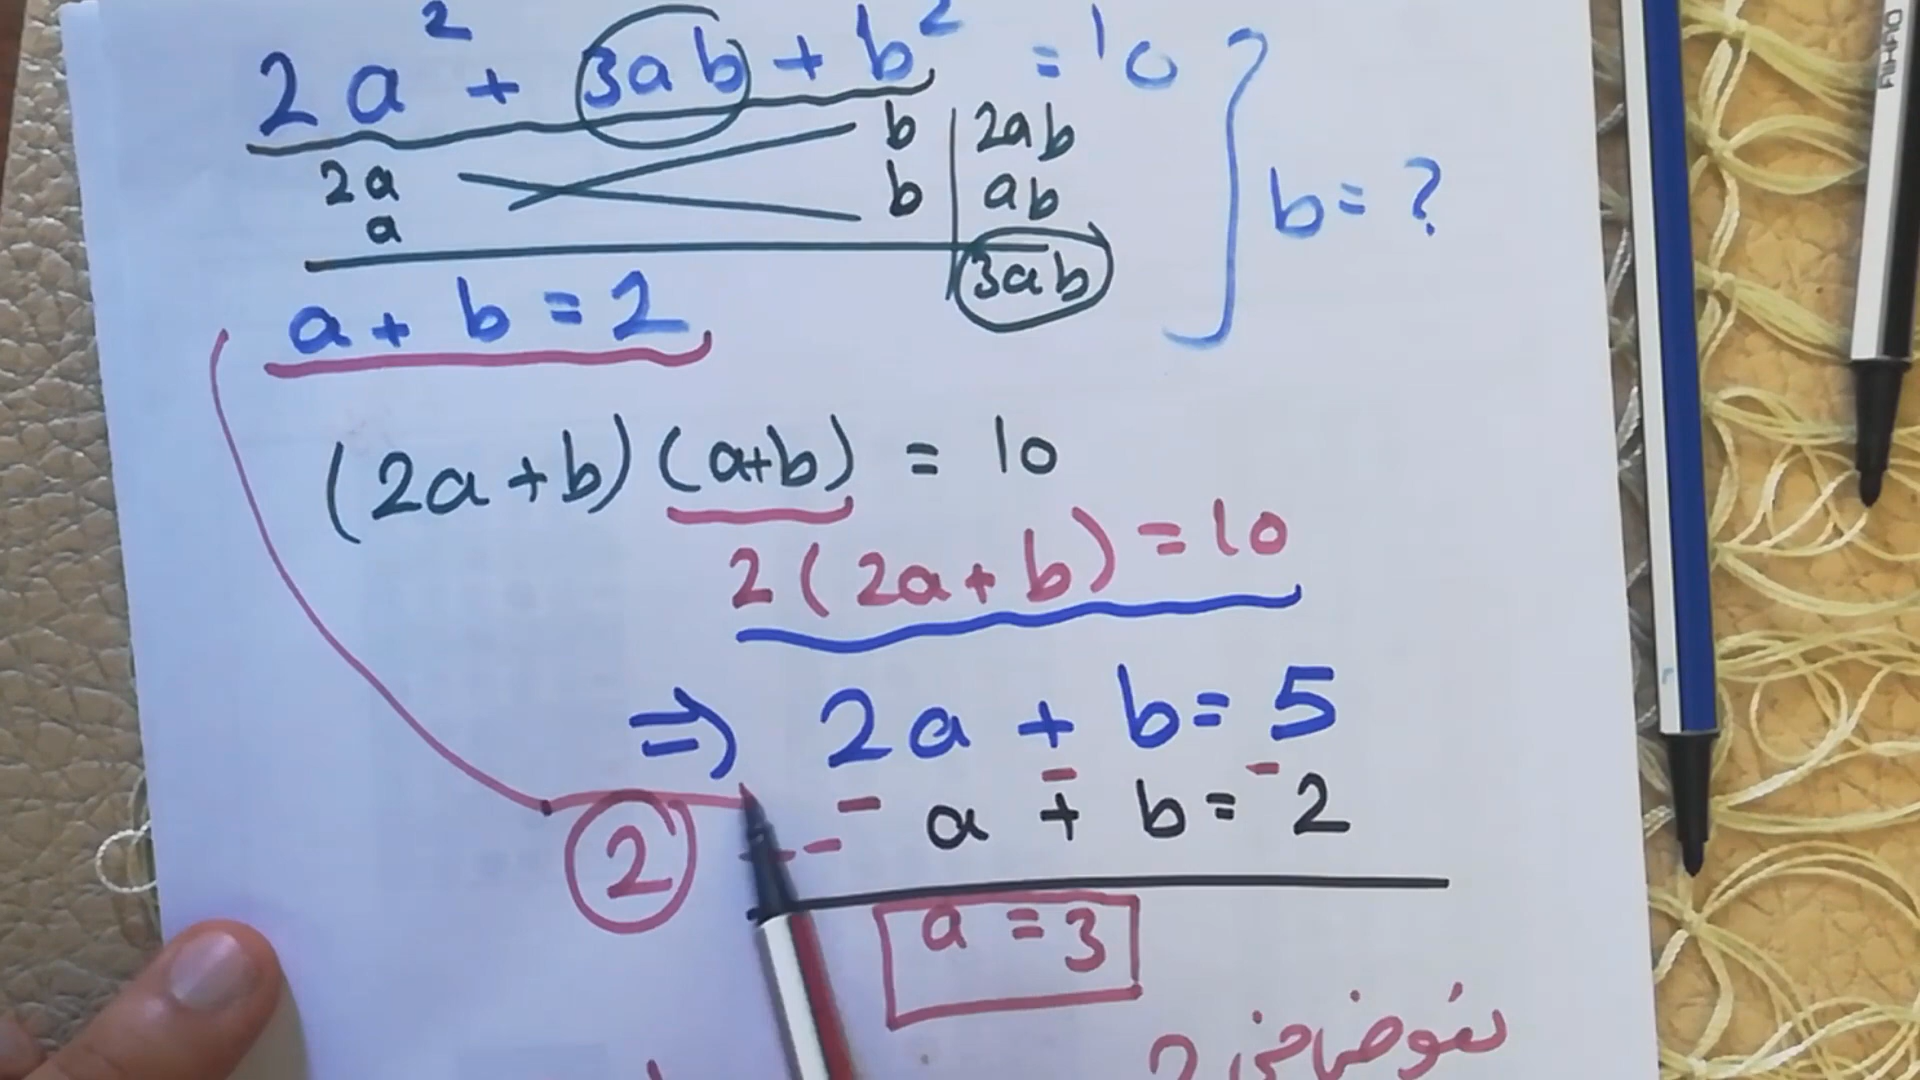 2a² + 3ab + b² = 10
2a b 2ab
a b ab
b = ?
3ab
a + b = 2
(2a+b)(a+b) = 10
2(2a+b) = 10
⇒ 2a + b = 5
- - -
2 a + b = 2
a = 3
نعوض في 2
AIHAO